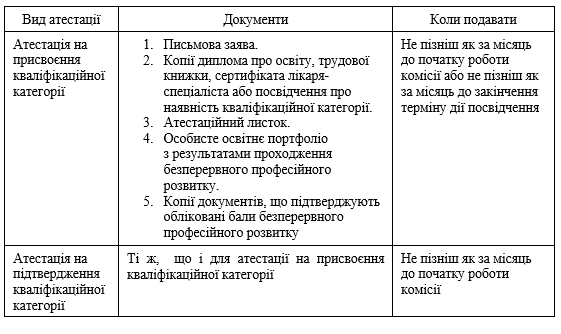 Вид атестації
Документи
Коли подавати
Атестація на
присвоєння
кваліфікаційної
категорії
1. Письмова заява.
2. Копії диплома про освіту, трудової
книжки, сертифіката лікаря-
спеціаліста або посвідчення про
наявність кваліфікаційної категорії.
3. Атестаційний листок.
4. Особисте освітнє портфоліо
з результатами проходження
безперервного професійного
розвитку.
5. Копії документів, що підтверджують
обліковані бали безперервного
професійного розвитку
Не пізніш як за місяць
до початку роботи
комісії або не пізніш як
за місяць до закінчення
терміну дії посвідчення
Атестація на
підтвердження
кваліфікаційної
категорії
Ті ж, що і для атестації на присвоєння
кваліфікаційної категорії
Не пізніш як за місяць
до початку роботи
комісії